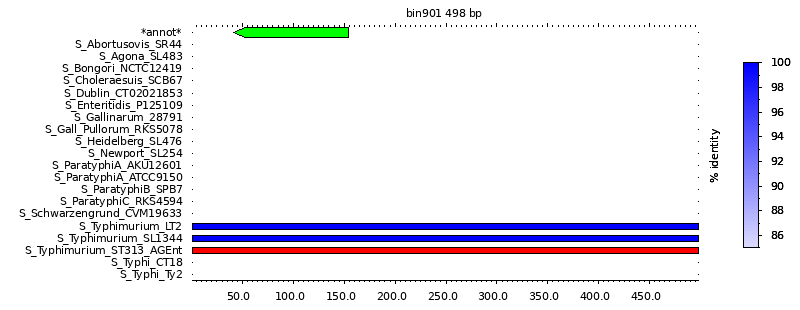 bin901 498 bp
*annot*
S_Abortusovis_SR44
S_Agona_SL483
S_Bongori_NCTC12419
S_Choleraesuis_SCB67
S_Dublin_CT02021853
S_Enteritidis_P125109
S_Gallinarum_28791
S_Gall_Pullorum_RKS5078
S_Heidelberg_SL476
S_Newport_SL254
S_ParatyphiA_AKU12601
S_ParatyphiA_ATCC9150
S_ParatyphiB_SPB7
S_ParatyphiC_RKS4594
S_Schwarzengrund_CVM19633
S_Typhimurium_LT2
S_Typhimurium_SL1344
S_Typhimurium_ST313_AGEnt
S_Typhi_CT18
S_Typhi_Ty2
50.0 100.0 150.0 200.0 250.0 300.0 350.0 400.0 450.0
% identity
100
98
96
94
92
90
88
86